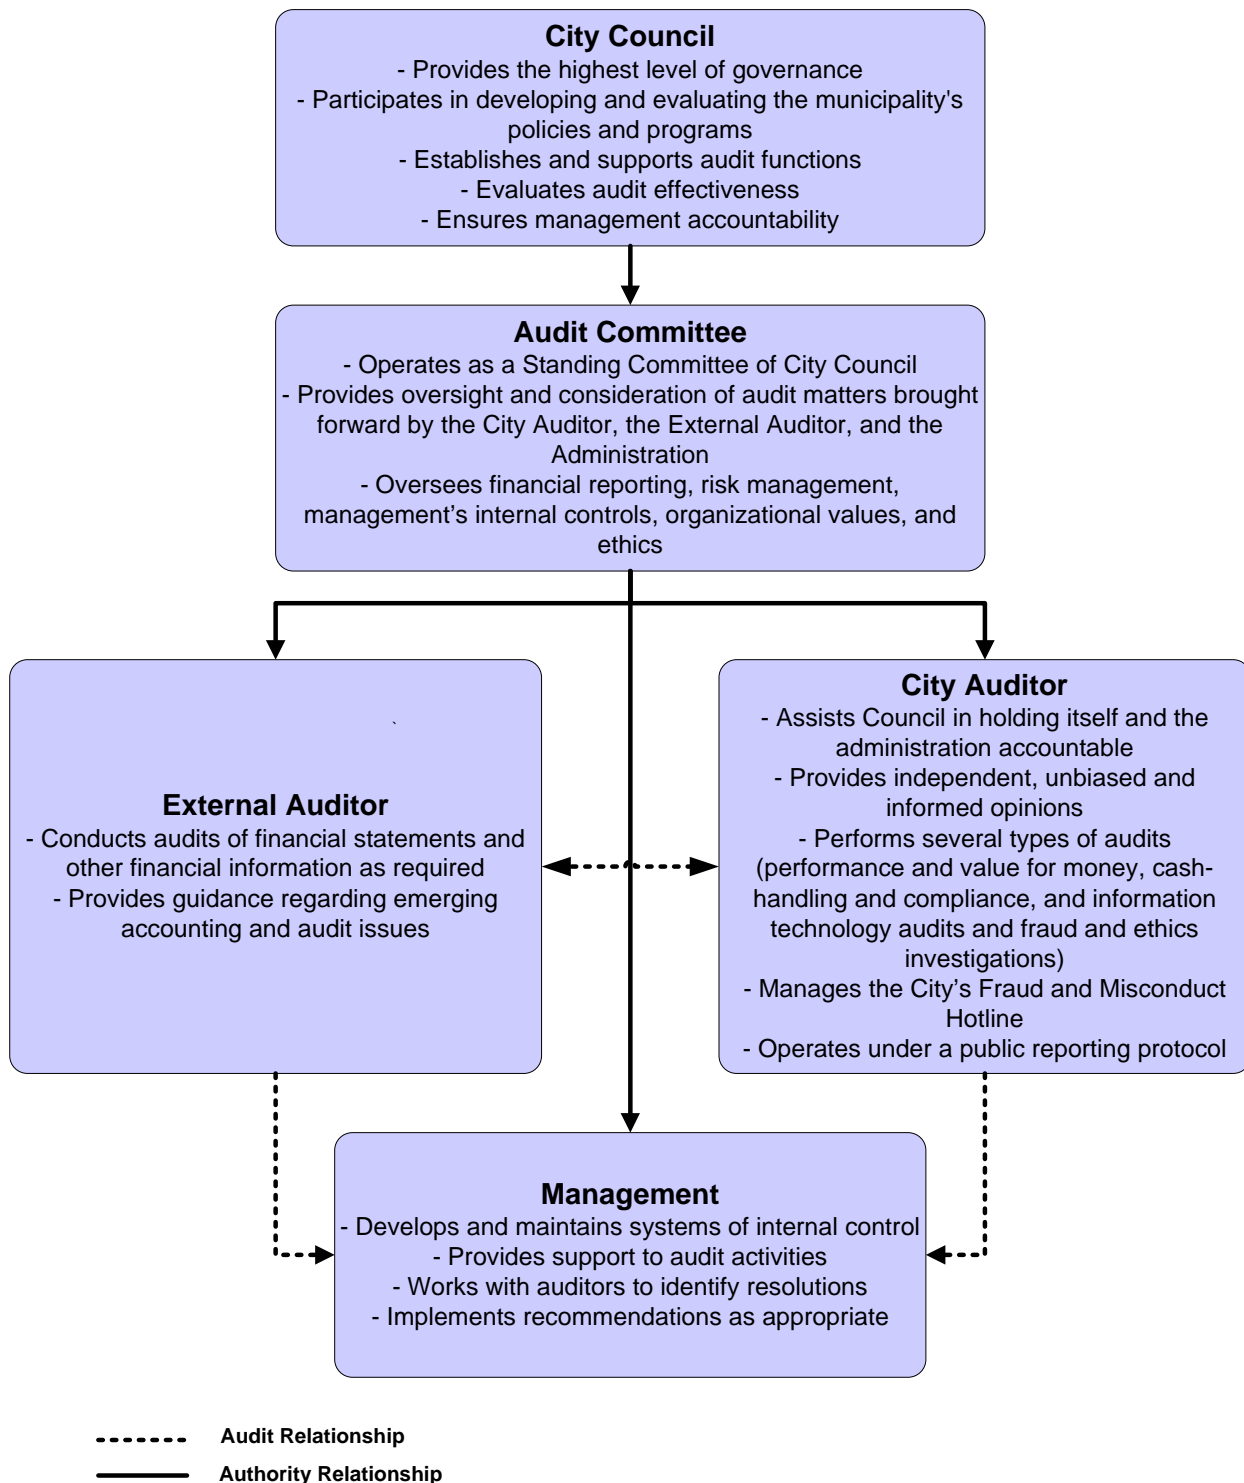 City Council
- Provides the highest level of governance
- Participates in developing and evaluating the municipality's
policies and programs
- Establishes and supports audit functions
- Evaluates audit effectiveness
- Ensures management accountability
Audit Committee
- Operates as a Standing Committee of City Council
- Provides oversight and consideration of audit matters brought
forward by the City Auditor, the External Auditor, and the
Administration
- Oversees financial reporting, risk management,
management’s internal controls, organizational values, and
ethics
`
External Auditor
- Conducts audits of financial statements and
other financial information as required
- Provides guidance regarding emerging
accounting and audit issues
City Auditor
- Assists Council in holding itself and the
administration accountable
- Provides independent, unbiased and
informed opinions
- Performs several types of audits
(performance and value for money, cash-
handling and compliance, and information
technology audits and fraud and ethics
investigations)
- Manages the City’s Fraud and Misconduct
Hotline
- Operates under a public reporting protocol
Management
- Develops and maintains systems of internal control
- Provides support to audit activities
- Works with auditors to identify resolutions
- Implements recommendations as appropriate
Audit Relationship
Authority Relationship